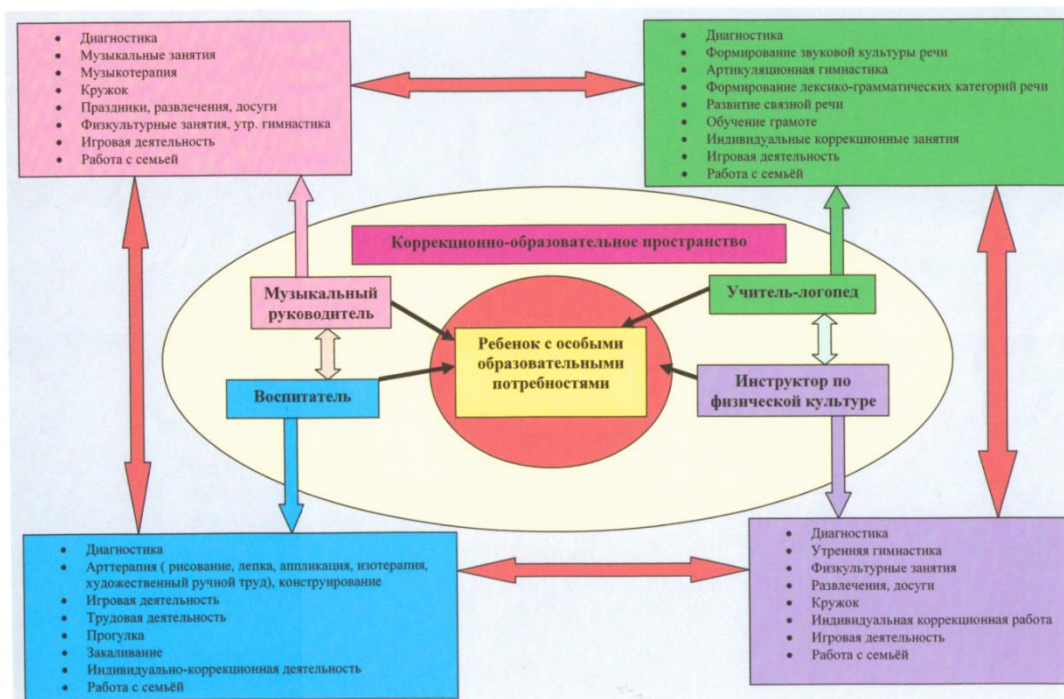 Диагностика
Музыкальные занятия
Музыкотерапия
Кружок
Праздники, развлечения, досуги
Физкультурные занятия, утр. гимнастика
Игровая деятельность
Работа с семьей
Диагностика
Формирование звуковой культуры речи
Артикуляционная гимнастика
Формирование лексико-грамматических категорий речи
Развитие связной речи
Обучение грамоте
Индивидуальные коррекционные занятия
Игровая деятельность
Работа с семьёй
Коррекционно-образовательное пространство
Музыкальный
руководитель
Учитель-логопед
Ребенок с особыми
образовательными
потребностями
Воспитатель
Инструктор по
физической культуре
Диагностика
Арттерапия ( рисование, лепка, аппликация, изотерапия,
художественный ручной труд), конструирование
Игровая деятельность
Трудовая деятельность
Прогулка
Закаливание
Индивидуально-коррекционная деятельность
Работа с семьёй
Диагностика
Утренняя гимнастика
Физкультурные занятия
Развлечения, досуги
Кружок
Индивидуальная коррекционная работа
Игровая деятельность
Работа с семьёй